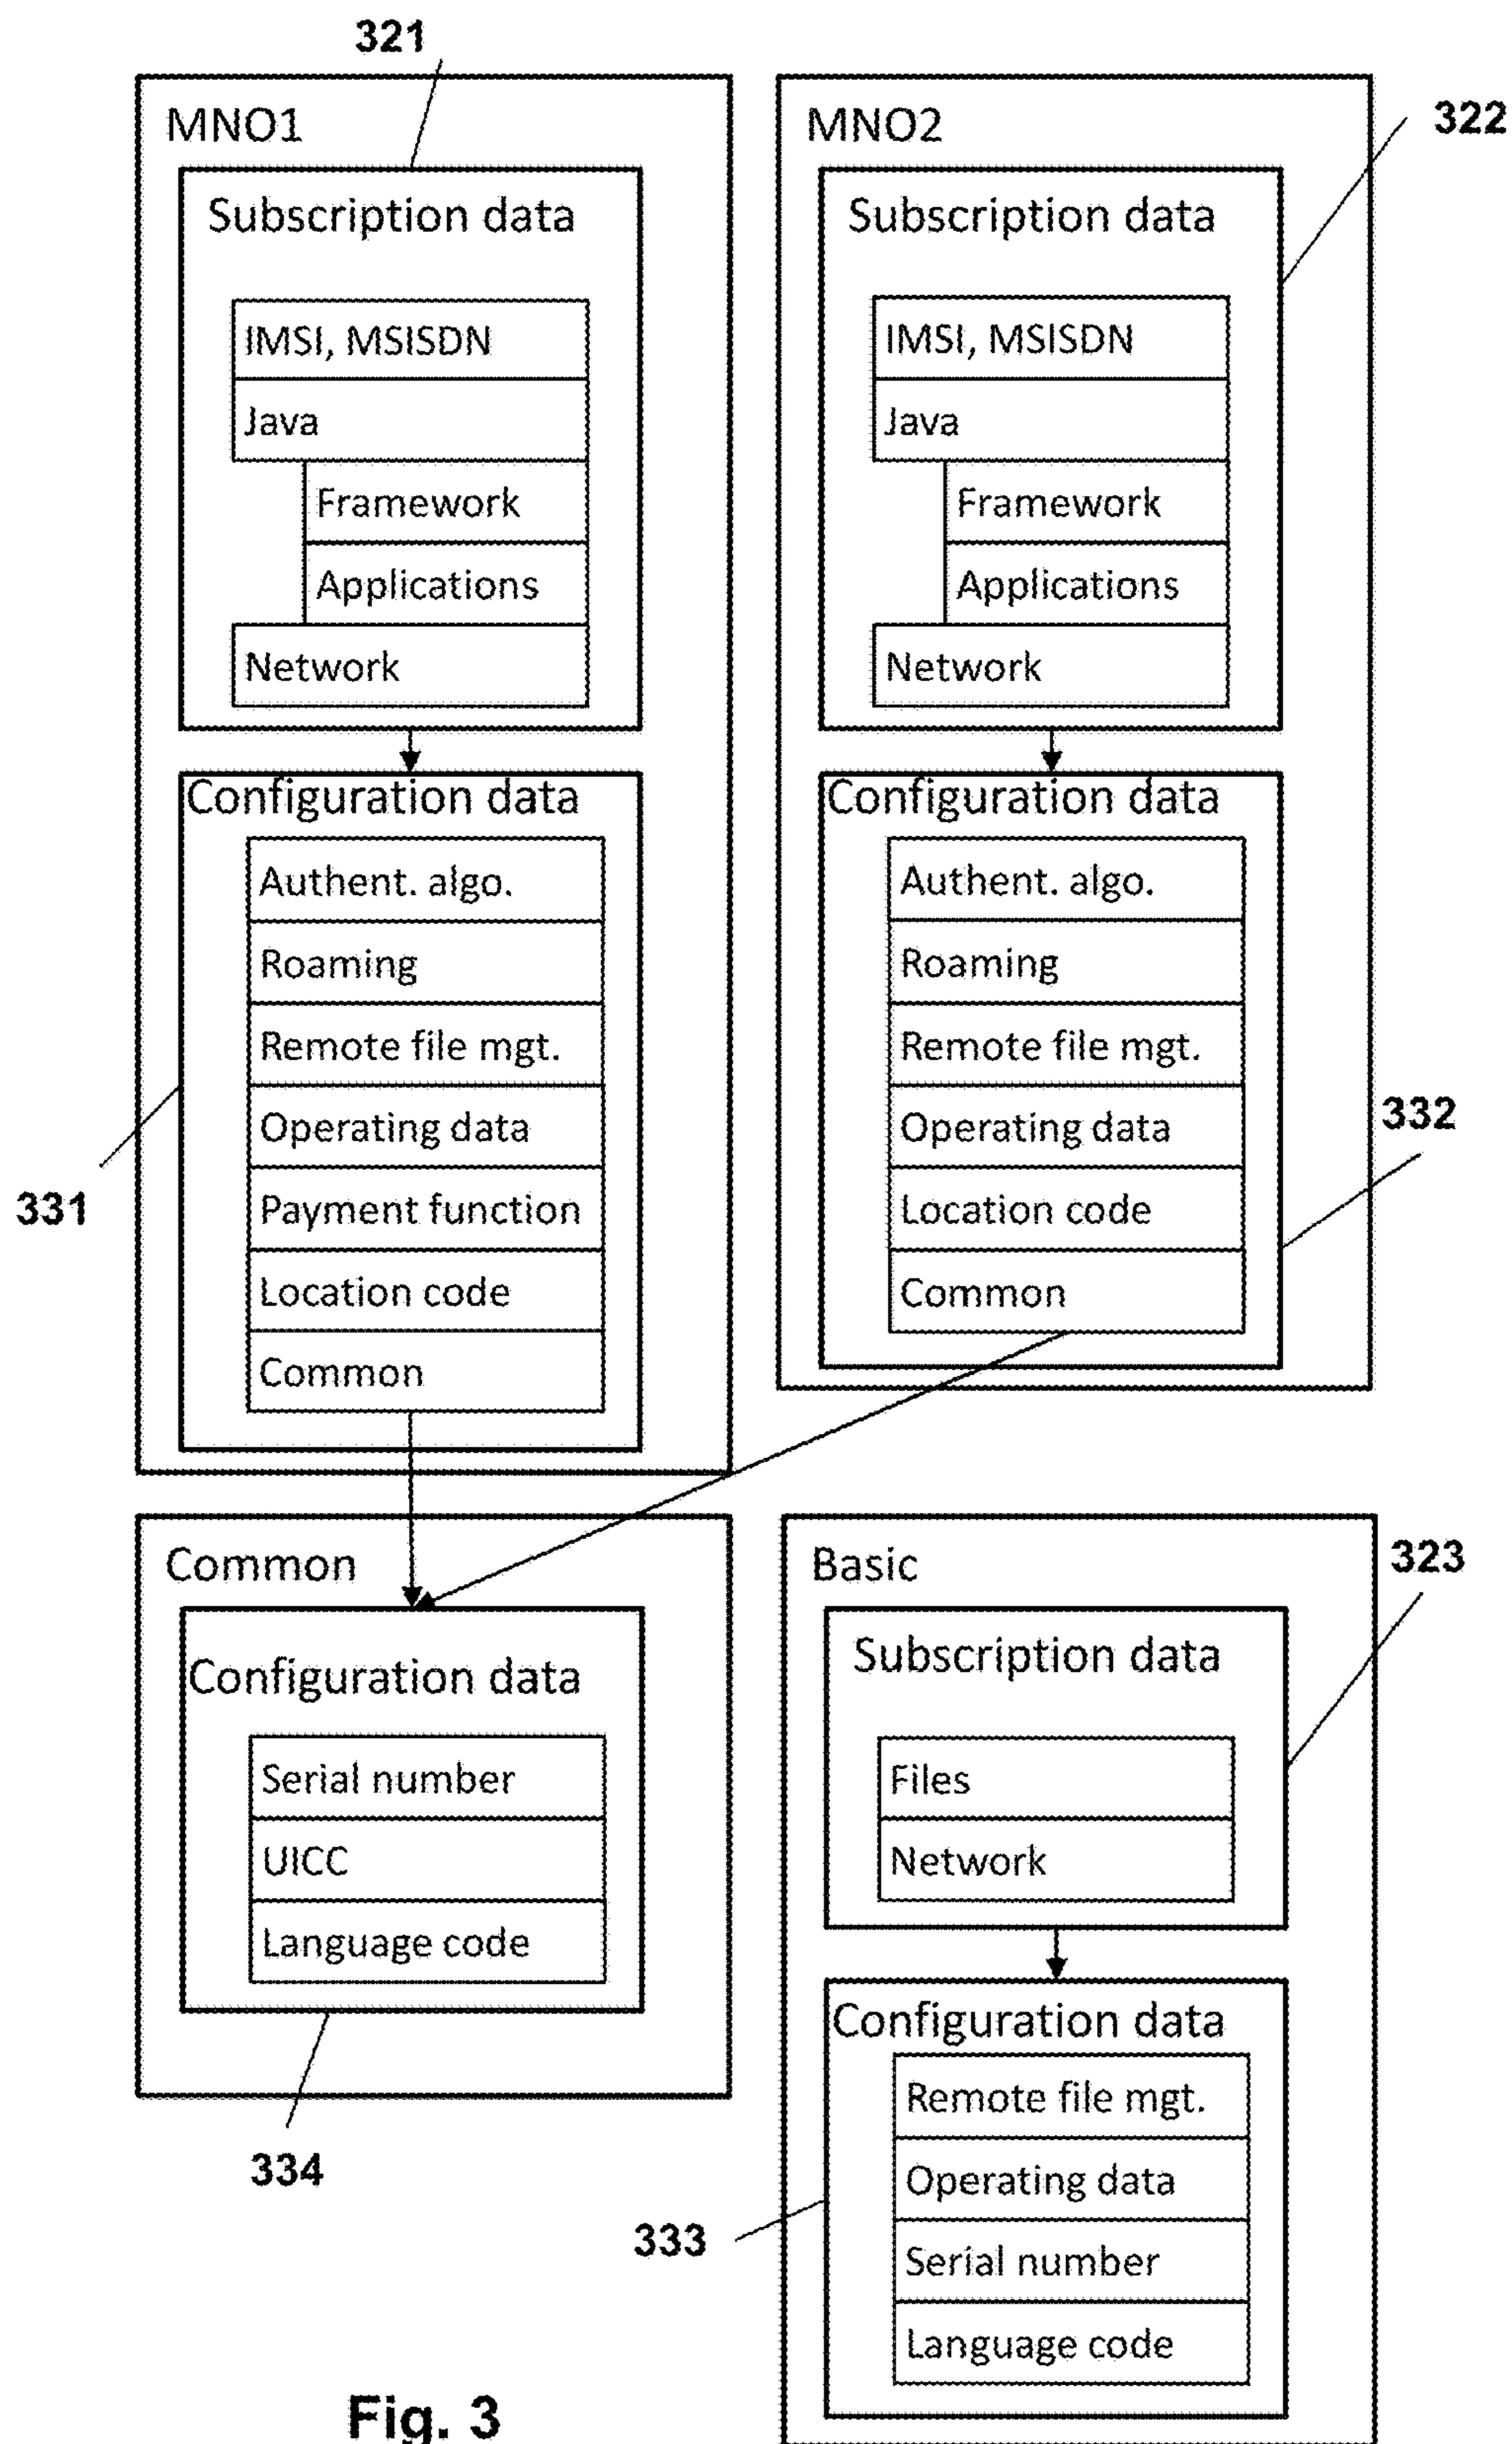 321
MNO1
Subscription data
IMSI, MSISDN
Java
Framework
Applications
Network
Configuration data
Authent. algo.
Roaming
Remote file mgt.
Operating data
Payment function
Location code
Common
331
MNO2
322
Subscription data
IMSI, MSISDN
Java
Framework
Applications
Network
Configuration data
Authent. algo.
Roaming
Remote file mgt.
Operating data
Location code
Common
332
Common
Configuration data
Serial number
UICC
Language code
334
Basic
323
Subscription data
Files
Network
Configuration data
Remote file mgt.
Operating data
Serial number
Language code
333
Fig. 3